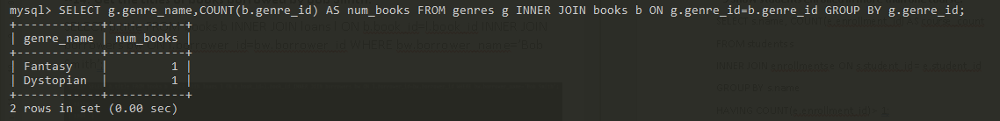 mysql> SELECT g.genre_name,COUNT(b.genre_id) AS num_books FROM genres g INNER JOIN books b ON g.genre_id=b.genre_id GROUP BY g.genre_id;
+------------+-----------+
| genre_name | num_books |
+------------+-----------+
| Fantasy    |         1 |
| Dystopian  |         1 |
+------------+-----------+
2 rows in set (0.00 sec)